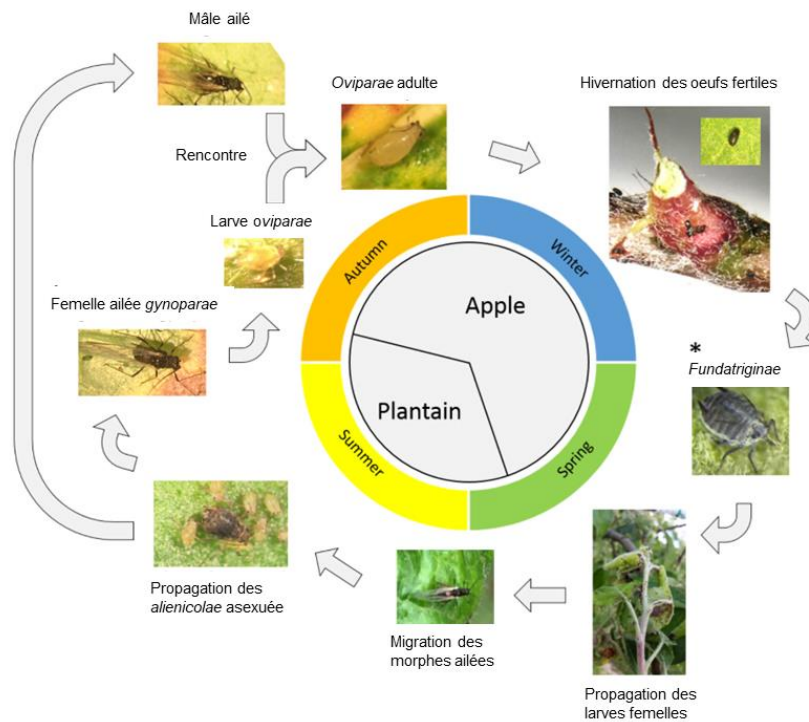 Mâle ailé
Oviparae adulte
Hivernation des oeufs fertiles
Rencontre
Larve oviparae
Autumn
Winter
Femelle ailée gynoparae
Apple
*
Fundatriginae
Plantain
Summer
Spring
Propagation des
alienicolae asexuée
Migration des
morphes ailées
Propagation des
larves femelles